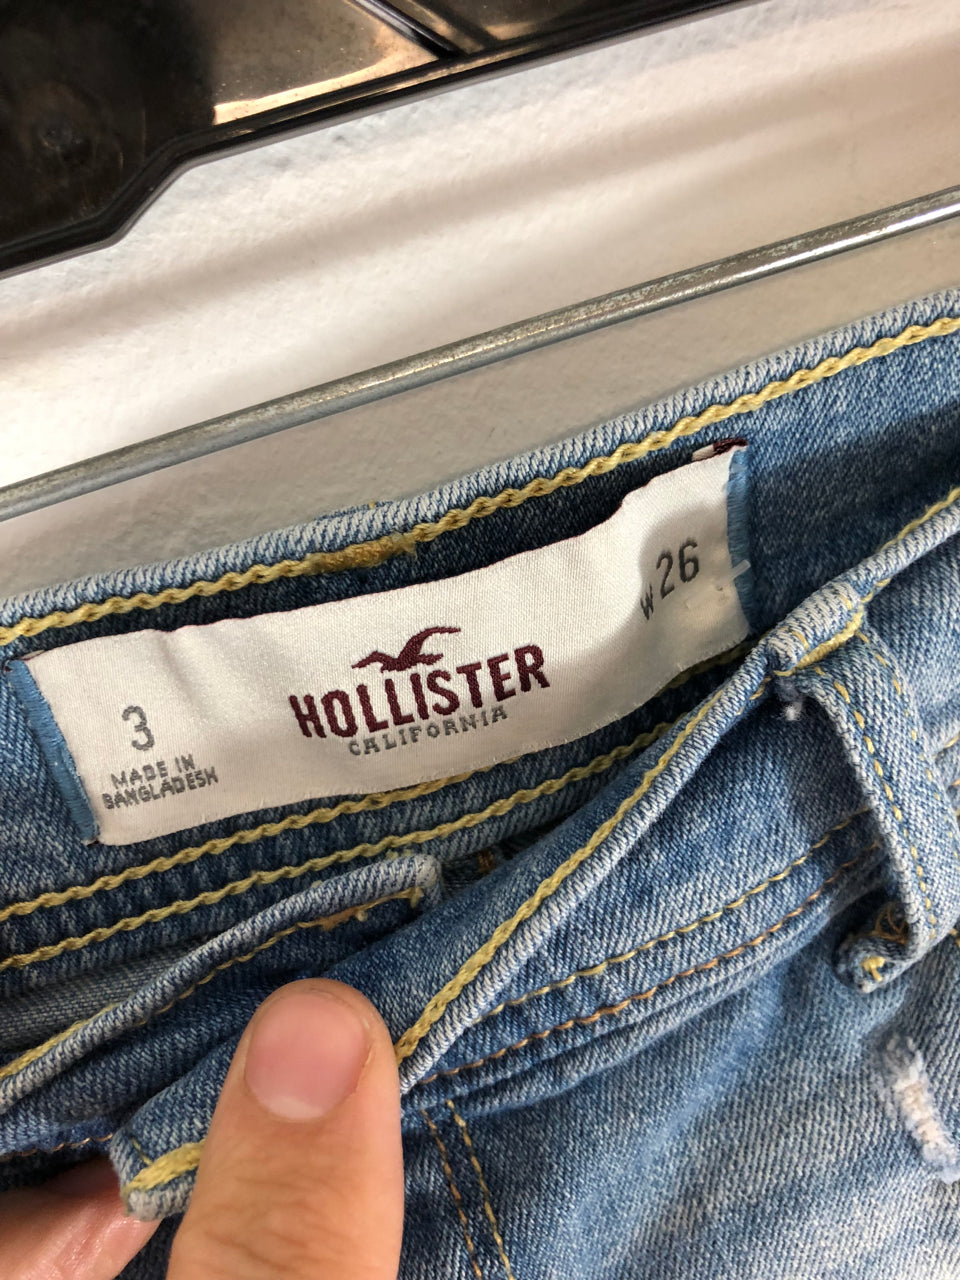 3
MADE IN
BANGLADESH
HOLLISTER
CALIFORNIA
W 26